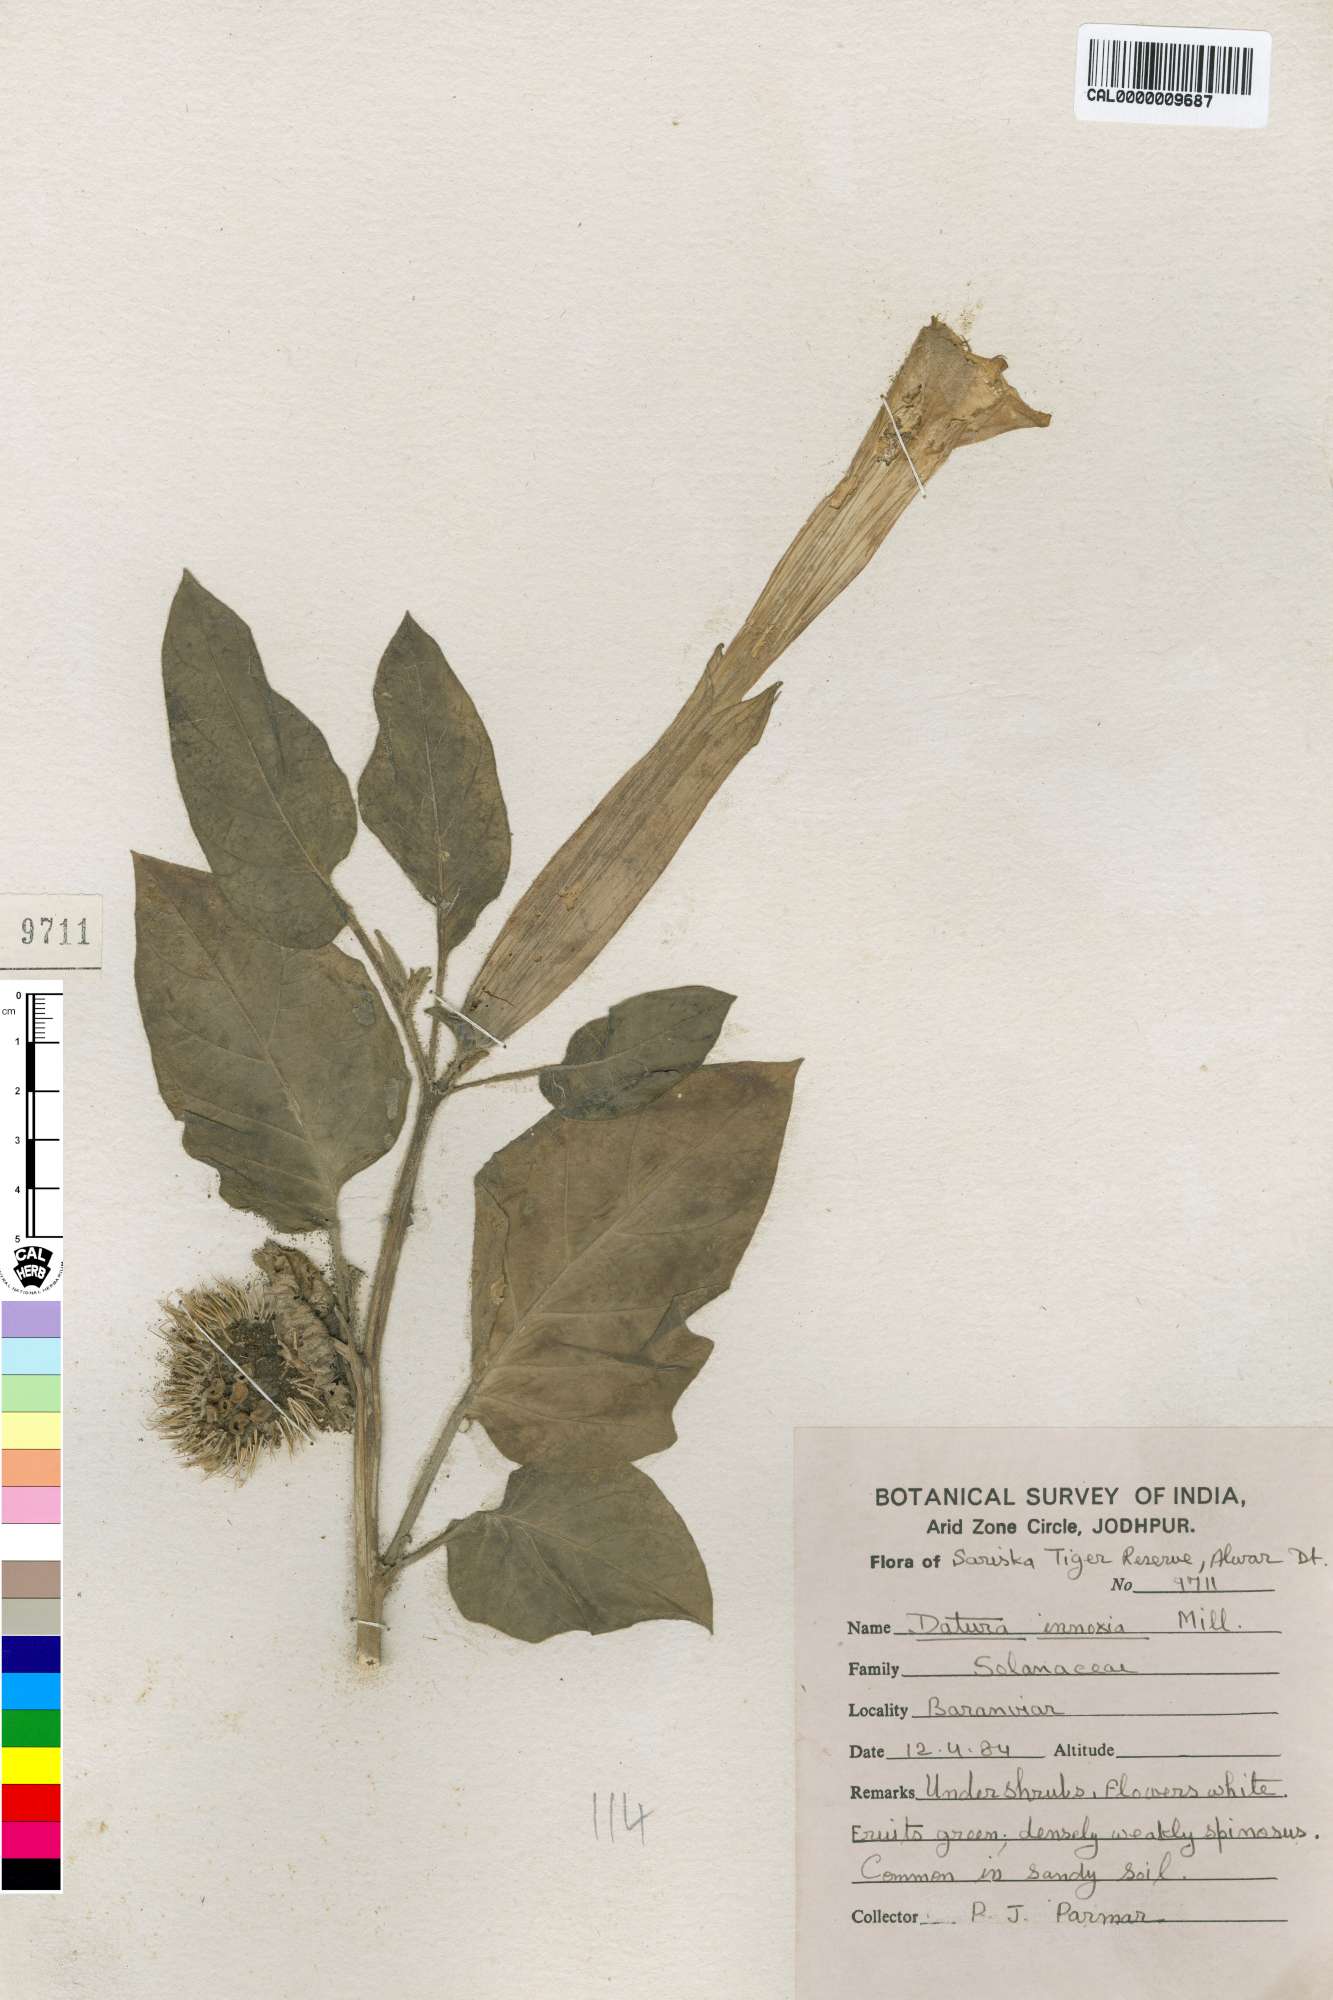 CAL0000009687
9711
0
cm
1
2
3
4
5
CAL
HERB
BOTANICAL SURVEY OF INDIA,
Arid Zone Circle, JODHPUR.
Flora of Sariska Tiger Reserve, Alwar Dt.
No 9711
Name Datura innoxia Mill.
Family Solanaceae
Locality
Date 12.4.84 Altitude
Remarks Undershrubs, Flowers white.
Fruits green; densely weakly spinosus.
Common in sandy soil.
Collector P. J. Parmar
114